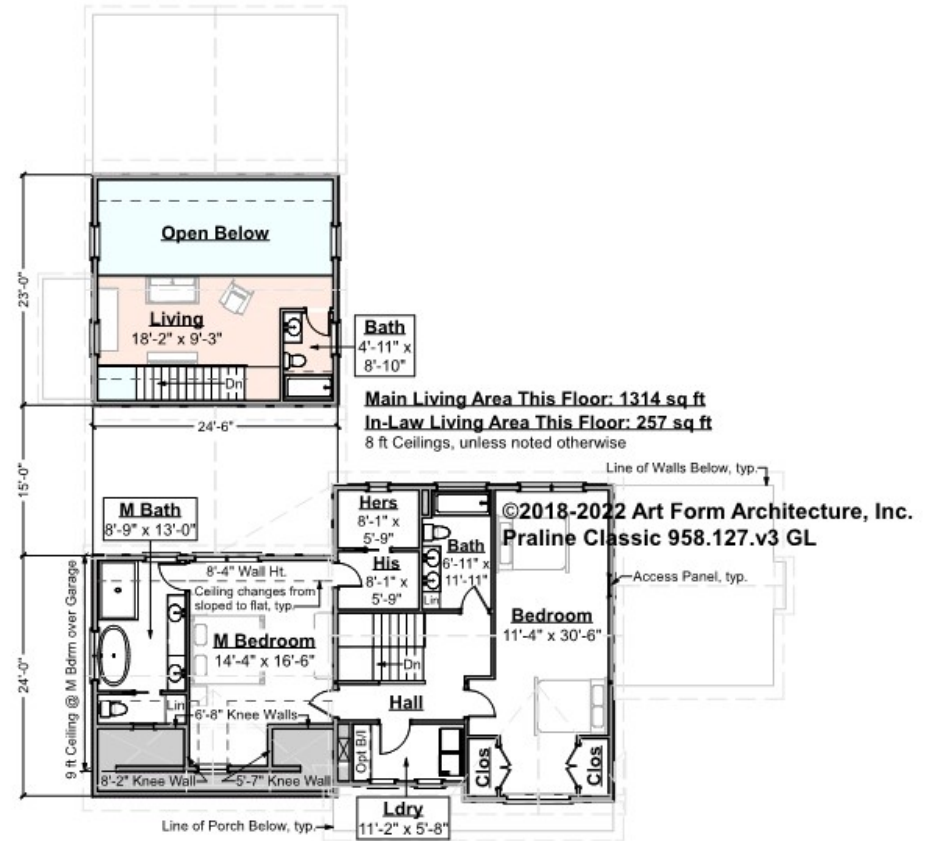 Open Below
23'-0"
Living
18'-2" x 9'-3"
Bath
4'-11" x
8'-10"
Dn
Main Living Area This Floor: 1314 sq ft
In-Law Living Area This Floor: 257 sq ft
8 ft Ceilings, unless noted otherwise
24'-6"
15'-0"
Line of Walls Below, typ.
M Bath
8'-9" x 13'-0"
Hers
8'-1" x
5'-9"
©2018-2022 Art Form Architecture, Inc.
Praline Classic 958.127.v3 GL
Bath
6'-11" x
11'-11"
His
8'-1" x
5'-9"
Lin
8'-4" Wall Ht.
Ceiling changes from
sloped to flat, typ.
Access Panel, typ.
Bedroom
11'-4" x 30'-6"
M Bedroom
14'-4" x 16'-6"
Dn
24'-0"
9 ft Ceiling @ M Bdrm over Garage
Hall
Lin
6'-8" Knee Walls
Opt B/I
Clos
Clos
8'-2" Knee Wall
5'-7" Knee Wall
Ldry
11'-2" x 5'-8"
Line of Porch Below, typ.